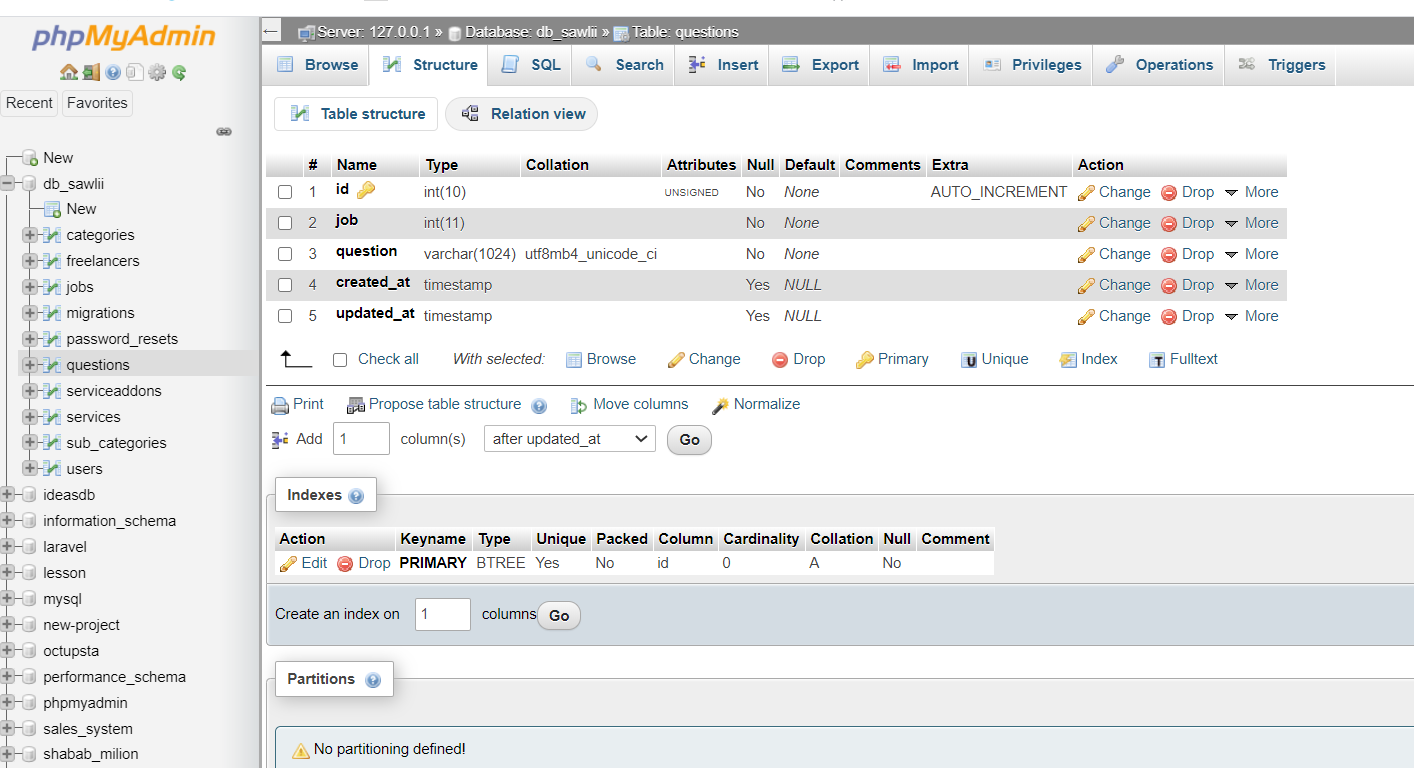 phpMyAdmin
Recent Favorites
New
db_sawlii
New
categories
freelancers
jobs
migrations
password_resets
questions
serviceaddons
services
sub_categories
users
ideasdb
information_schema
laravel
lesson
mysql
new-project
octupsta
performance_schema
phpmyadmin
sales_system
shabab_milion
← Server: 127.0.0.1 » Database: db_sawlii » Table: questions
Browse Structure SQL Search Insert Export Import Privileges Operations Triggers
Table structure Relation view
# Name Type Collation Attributes Null Default Comments Extra Action
1 id int(10) UNSIGNED No None AUTO_INCREMENT Change Drop More
2 job int(11) No None Change Drop More
3 question varchar(1024) utf8mb4_unicode_ci No None Change Drop More
4 created_at timestamp Yes NULL Change Drop More
5 updated_at timestamp Yes NULL Change Drop More
Check all With selected: Browse Change Drop Primary Unique Index Fulltext
Print Propose table structure Move columns Normalize
Add 1 column(s) after updated_at Go
Indexes
Action Keyname Type Unique Packed Column Cardinality Collation Null Comment
Edit Drop PRIMARY BTREE Yes No id 0 A No
Create an index on 1 columns Go
Partitions
No partitioning defined!